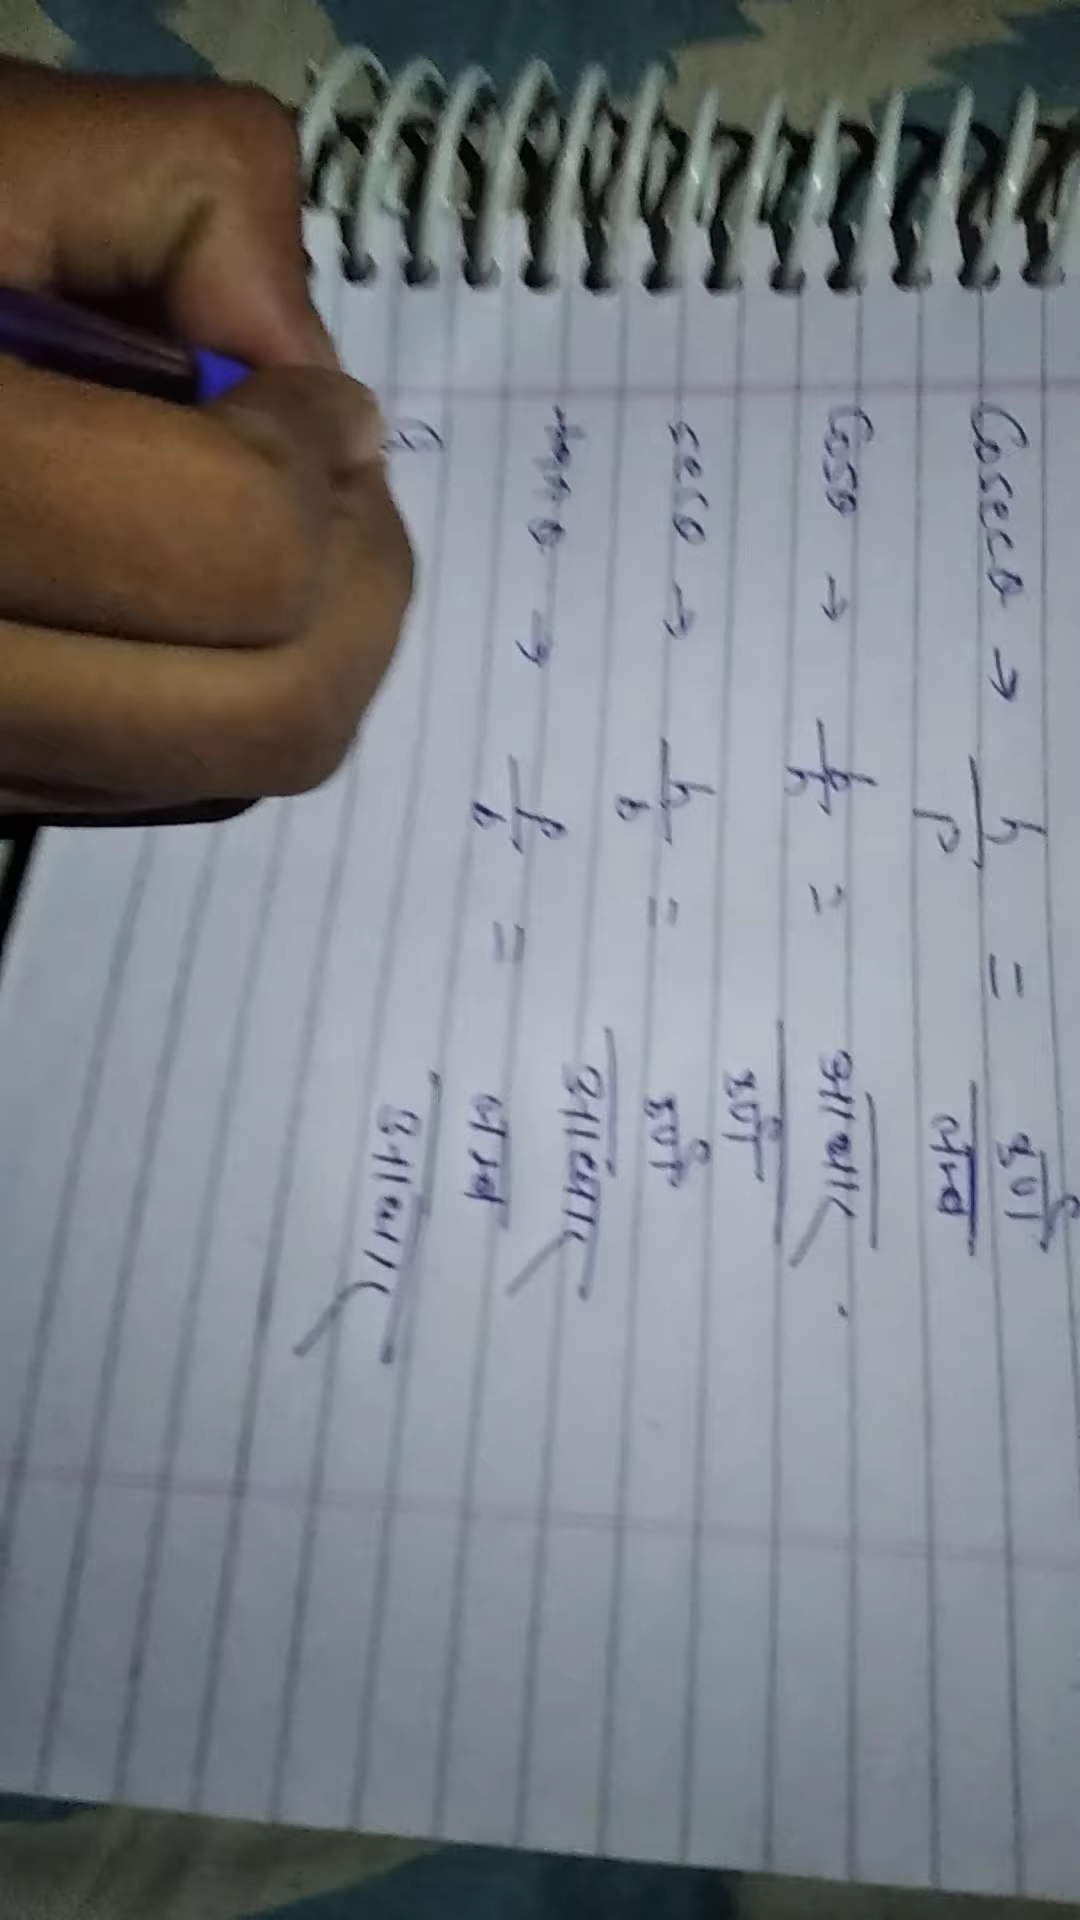 Cosecθ → h/p = कर्ण/लम्ब
Cosθ → b/h = आधार/कर्ण
secθ → h/b = कर्ण/आधार
tanθ → p/b = लम्ब/आधार